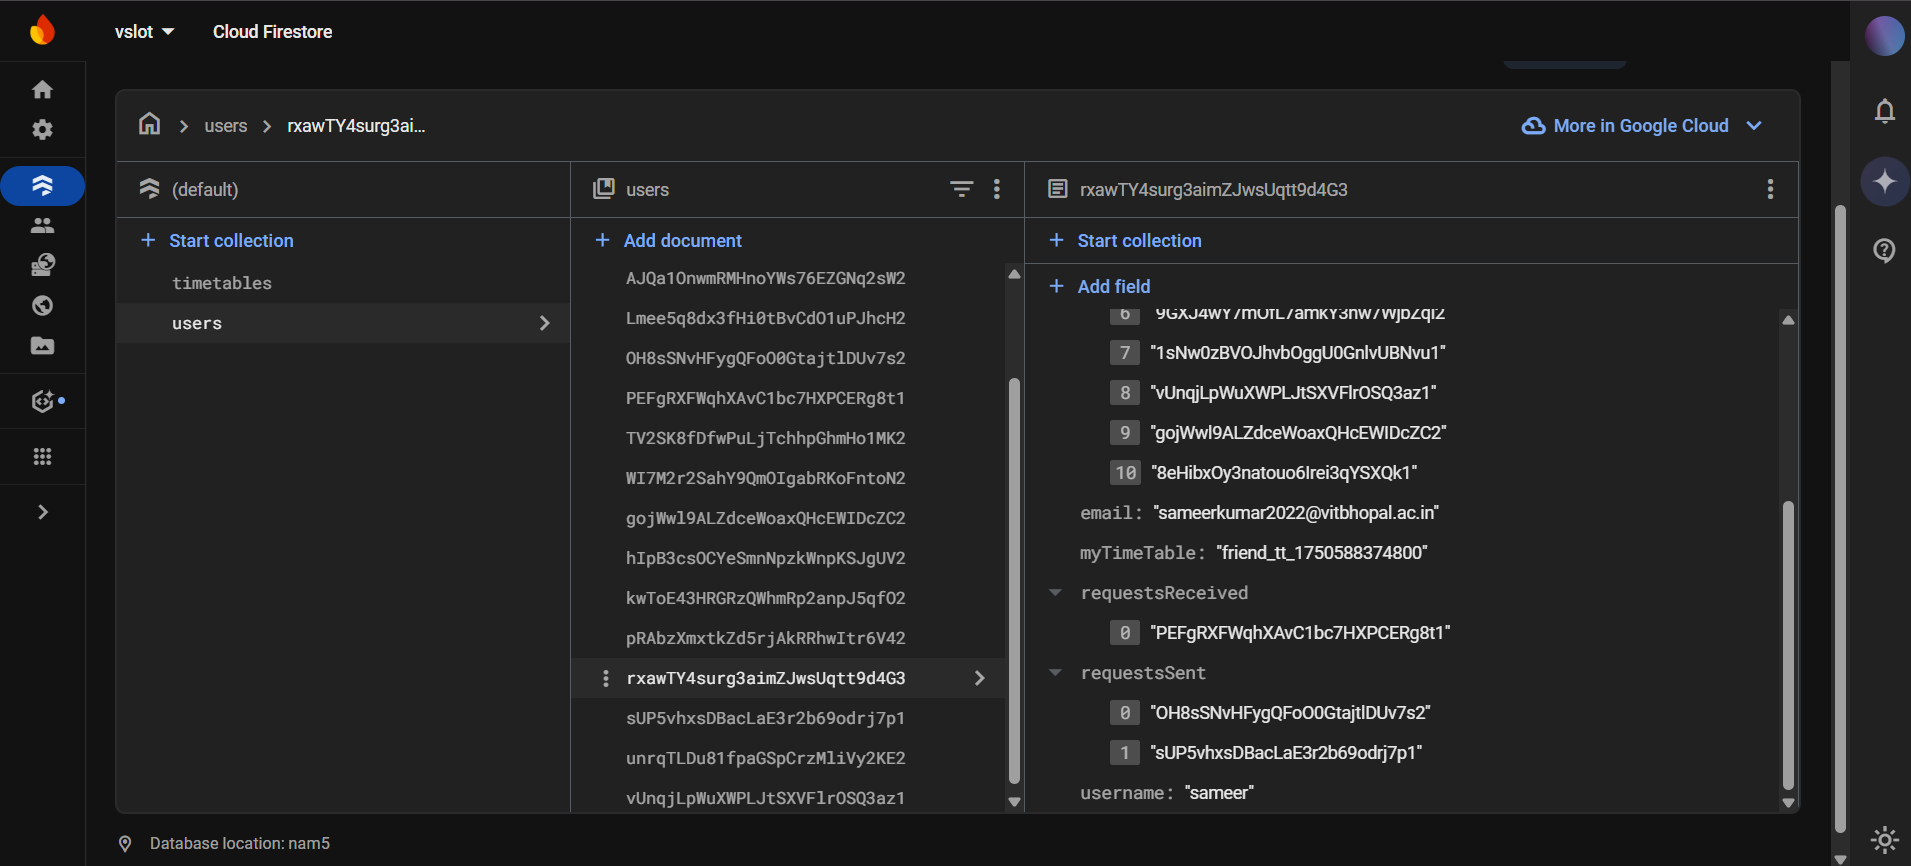 vslot
Cloud Firestore
users
rxawTY4surg3ai...
More in Google Cloud
(default)
Start collection
timetables
users
users
Add document
AJQa1OnwmRMHnoYWs76EZGNq2sW2
Lmee5q8dx3fHi0tBvCdO1uPJhcH2
OH8sSNvHFygQFoO0GtajtlDUv7s2
PEFgRXFWqhXAvC1bc7HXPCERg8t1
TV2SK8fDfwPuLjTchhpGhmHo1MK2
WI7M2r2SahY9QmOIgabRKoFntoN2
gojWwl9ALZdceWoaxQHcEWIDcZC2
hIpB3csOCYeSmnNpzkWnpKSJgUV2
kwToE43HRGRzQWhmRp2anpJ5qfO2
pRAbzXmxtkZd5rjAkRRhwItr6V42
rxawTY4surg3aimZJwsUqtt9d4G3
sUP5vhxsDBacLaE3r2b69odrj7p1
unrqTLDu81fpaGSpCrzMliVy2KE2
vUnqjLpWuXWPLJtSXVFlrOSQ3az1
rxawTY4surg3aimZJwsUqtt9d4G3
Start collection
Add field
6
7 "1sNw0zBVOJhvbOggU0GnlvUBNvu1"
8 "vUnqjLpWuXWPLJtSXVFlrOSQ3az1"
9 "gojWwl9ALZdceWoaxQHcEWIDcZC2"
10 "8eHibxOy3natouo6Irei3qYSXQk1"
email: "sameerkumar2022@vitbhopal.ac.in"
myTimeTable: "friend_tt_1750588374800"
requestsReceived
0 "PEFgRXFWqhXAvC1bc7HXPCERg8t1"
requestsSent
0 "OH8sSNvHFygQFoO0GtajtlDUv7s2"
1 "sUP5vhxsDBacLaE3r2b69odrj7p1"
username: "sameer"
Database location: nam5